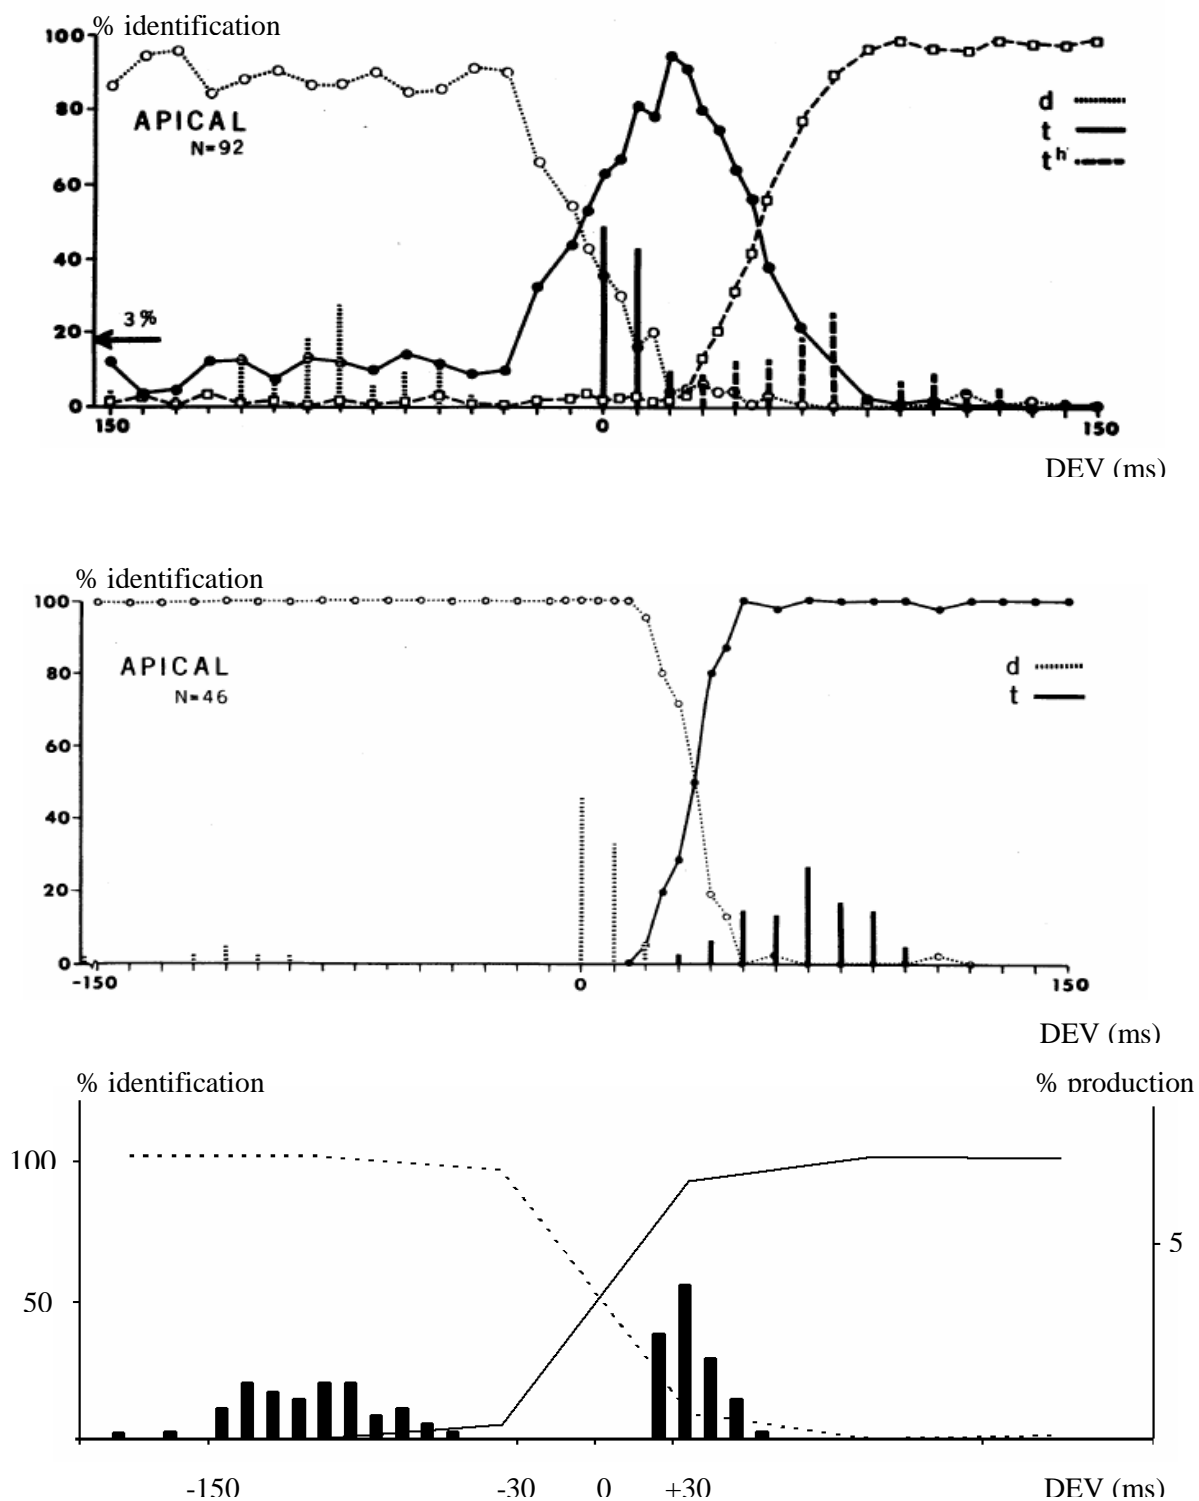 % identification
100
80
60
40
20
0
APICAL
N=92
3%
d
t
tʰ
150
0
150
DEV (ms)
% identification
100
80
60
40
20
0
APICAL
N=46
d
t
-150
0
150
DEV (ms)
% identification
% production
100
50
5
-150
-30
0
+30
DEV (ms)